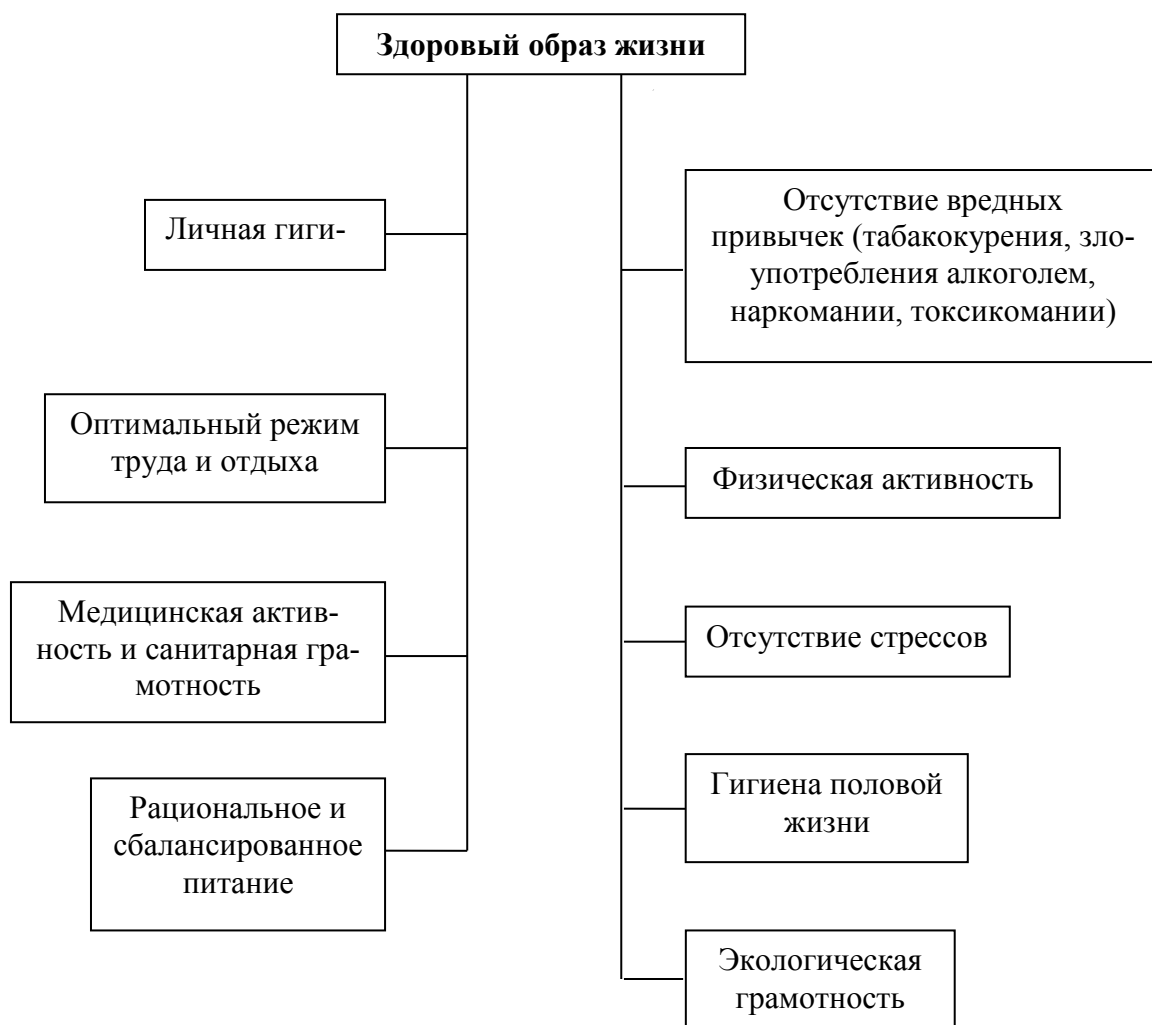 Здоровый образ жизни
Личная гиги-
Оптимальный режим
труда и отдыха
Медицинская актив-
ность и санитарная гра-
мотность
Рациональное и
сбалансированное
питание
Отсутствие вредных
привычек (табакокурения, зло-
употребления алкоголем,
наркомании, токсикомании)
Физическая активность
Отсутствие стрессов
Гигиена половой
жизни
Экологическая
грамотность